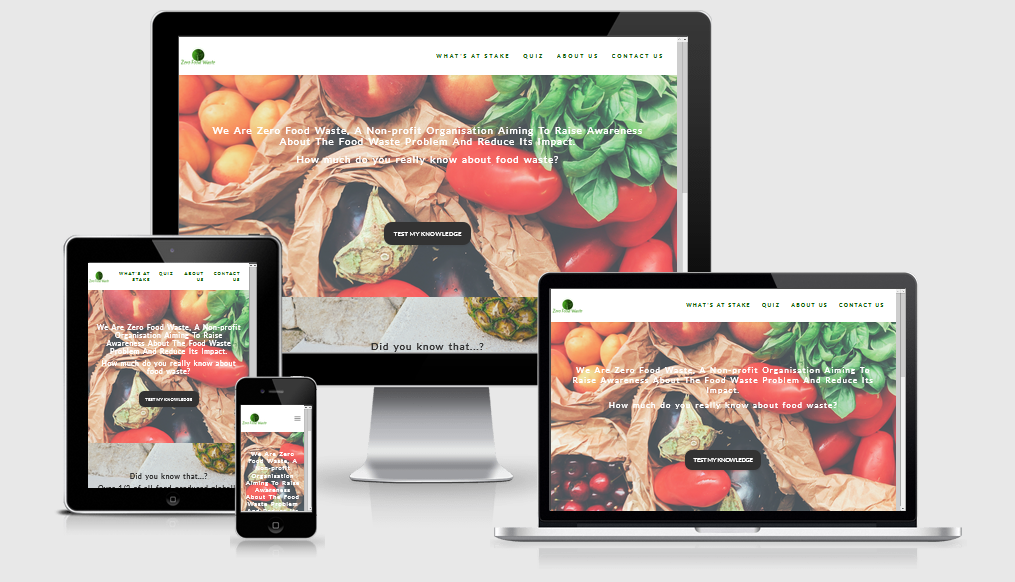 Zero Food Waste
WHAT'S AT STAKE QUIZ ABOUT US CONTACT US
We Are Zero Food Waste, A Non-profit Organisation Aiming To Raise Awareness
About The Food Waste Problem And Reduce Its Impact.
How much do you really know about food waste?
TEST MY KNOWLEDGE
Did you know that...?
Zero Food Waste
WHAT'S AT QUIZ ABOUT CONTACT
STAKE US US
We Are Zero Food Waste, A Non-profit
Organisation Aiming To Raise
Awareness About The Food Waste
Problem And Reduce Its Impact.
How much do you really know about
food waste?
TEST MY KNOWLEDGE
Did you know that...?
Over 1/3 of all food produced globally
Zero Food Waste
We Are Zero
Food Waste, A
Non-profit
Organisation
Aiming To Raise
Awareness
About The Food
Waste Problem
Zero Food Waste
WHAT'S AT STAKE QUIZ ABOUT US CONTACT US
We Are Zero Food Waste, A Non-profit Organisation Aiming To
Raise Awareness About The Food Waste Problem And Reduce Its
Impact.
How much do you really know about food waste?
TEST MY KNOWLEDGE